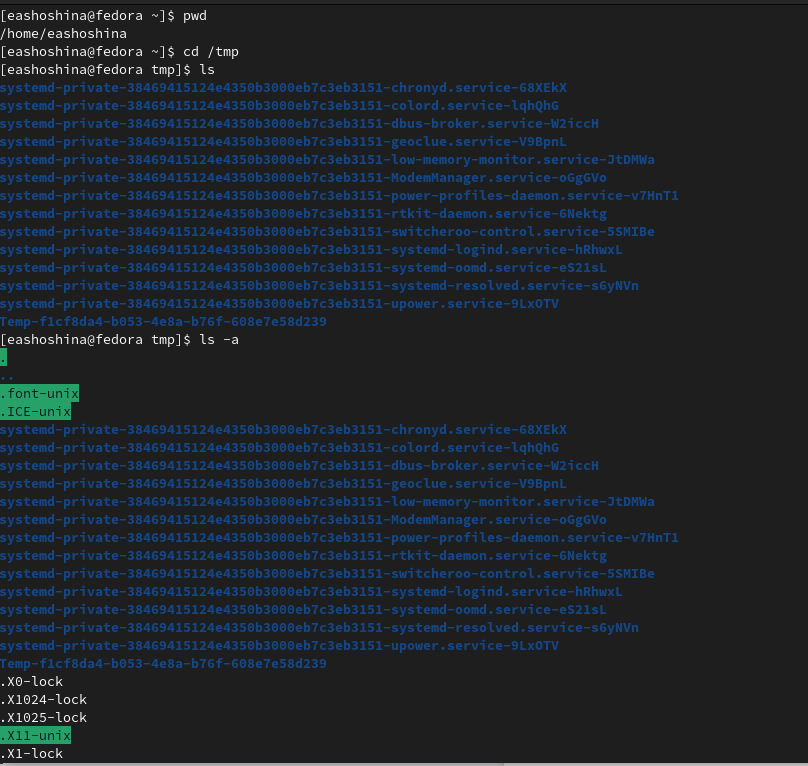 [eashoshina@fedora ~]$ pwd
/home/eashoshina
[eashoshina@fedora ~]$ cd /tmp
[eashoshina@fedora tmp]$ ls
systemd-private-38469415124e4350b3000eb7c3eb3151-chronyd.service-68XEkX
systemd-private-38469415124e4350b3000eb7c3eb3151-colord.service-lqhQhG
systemd-private-38469415124e4350b3000eb7c3eb3151-dbus-broker.service-W2iccH
systemd-private-38469415124e4350b3000eb7c3eb3151-geoclue.service-V9BpnL
systemd-private-38469415124e4350b3000eb7c3eb3151-low-memory-monitor.service-JtDMWa
systemd-private-38469415124e4350b3000eb7c3eb3151-ModemManager.service-oGgGVo
systemd-private-38469415124e4350b3000eb7c3eb3151-power-profiles-daemon.service-v7HnT1
systemd-private-38469415124e4350b3000eb7c3eb3151-rtkit-daemon.service-6Nektg
systemd-private-38469415124e4350b3000eb7c3eb3151-switcheroo-control.service-5SMIBe
systemd-private-38469415124e4350b3000eb7c3eb3151-systemd-logind.service-hRhwxL
systemd-private-38469415124e4350b3000eb7c3eb3151-systemd-oomd.service-eS21sL
systemd-private-38469415124e4350b3000eb7c3eb3151-systemd-resolved.service-s6yNVn
systemd-private-38469415124e4350b3000eb7c3eb3151-upower.service-9LxOTV
Temp-f1cf8da4-b053-4e8a-b76f-608e7e58d239
[eashoshina@fedora tmp]$ ls -a
.
..
.font-unix
.ICE-unix
systemd-private-38469415124e4350b3000eb7c3eb3151-chronyd.service-68XEkX
systemd-private-38469415124e4350b3000eb7c3eb3151-colord.service-lqhQhG
systemd-private-38469415124e4350b3000eb7c3eb3151-dbus-broker.service-W2iccH
systemd-private-38469415124e4350b3000eb7c3eb3151-geoclue.service-V9BpnL
systemd-private-38469415124e4350b3000eb7c3eb3151-low-memory-monitor.service-JtDMWa
systemd-private-38469415124e4350b3000eb7c3eb3151-ModemManager.service-oGgGVo
systemd-private-38469415124e4350b3000eb7c3eb3151-power-profiles-daemon.service-v7HnT1
systemd-private-38469415124e4350b3000eb7c3eb3151-rtkit-daemon.service-6Nektg
systemd-private-38469415124e4350b3000eb7c3eb3151-switcheroo-control.service-5SMIBe
systemd-private-38469415124e4350b3000eb7c3eb3151-systemd-logind.service-hRhwxL
systemd-private-38469415124e4350b3000eb7c3eb3151-systemd-oomd.service-eS21sL
systemd-private-38469415124e4350b3000eb7c3eb3151-systemd-resolved.service-s6yNVn
systemd-private-38469415124e4350b3000eb7c3eb3151-upower.service-9LxOTV
Temp-f1cf8da4-b053-4e8a-b76f-608e7e58d239
.X0-lock
.X1024-lock
.X1025-lock
.X11-unix
.X1-lock